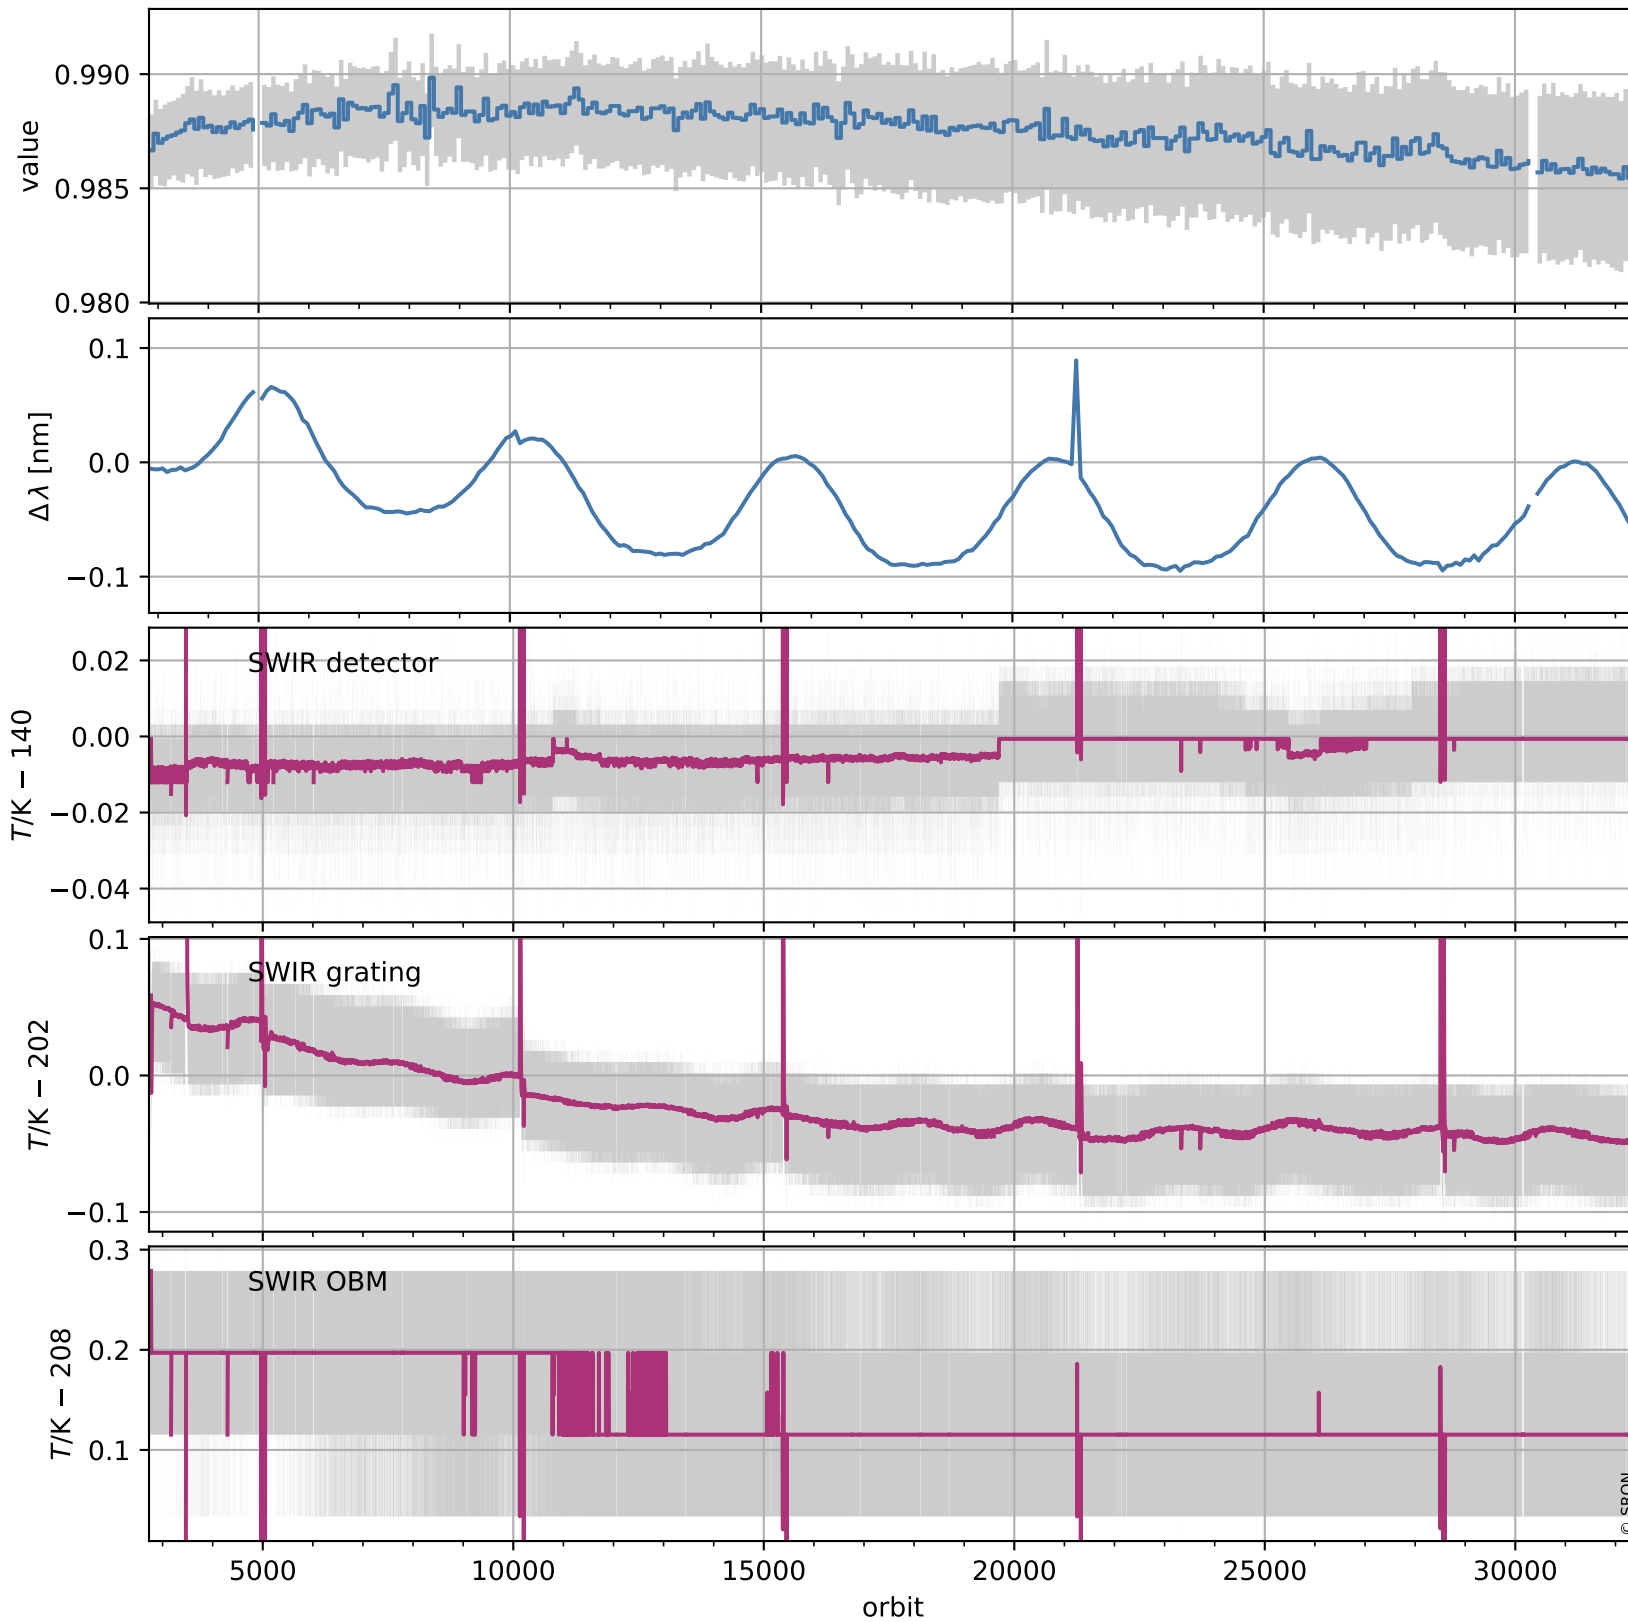 0.990
0.985
0.980
value
0.1
0.0
−0.1
Δλ [nm]
SWIR detector
0.02
0.00
−0.02
−0.04
T/K − 140
SWIR grating
0.1
0.0
−0.1
T/K − 202
SWIR OBM
0.3
0.2
0.1
T/K − 208
© SRON
5000 10000 15000 20000 25000 30000
orbit